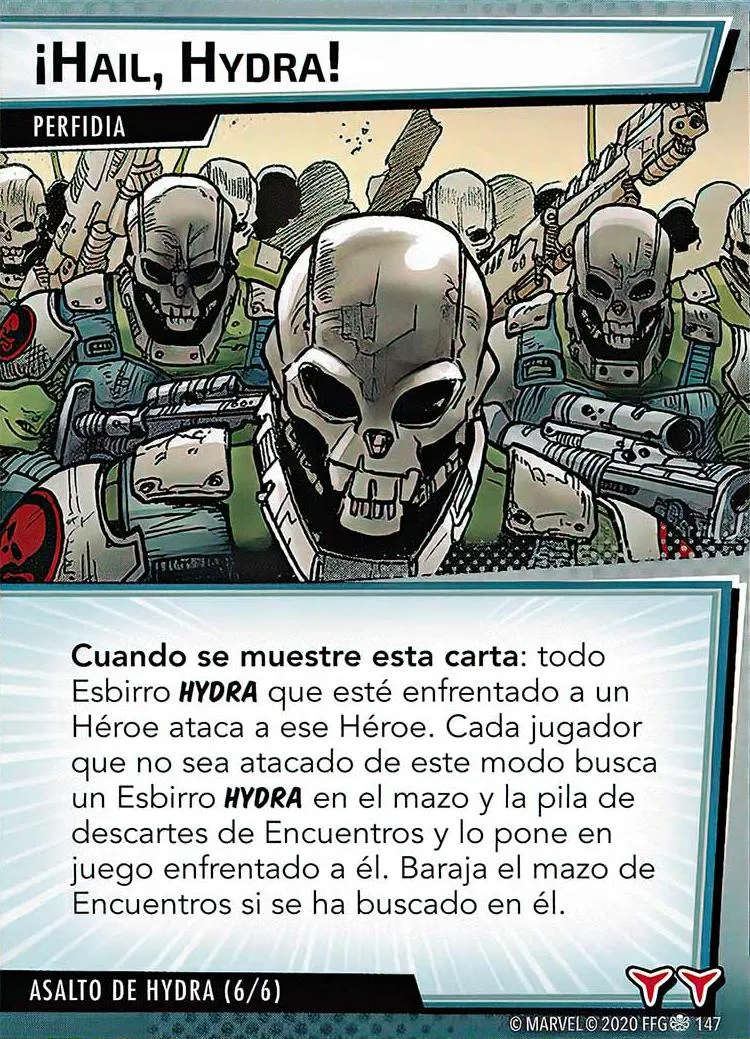 ¡Hail, Hydra!
PERFIDIA
Cuando se muestre esta carta: todo
Esbirro HYDRA que esté enfrentado a un
Héroe ataca a ese Héroe. Cada jugador
que no sea atacado de este modo busca
un Esbirro HYDRA en el mazo y la pila de
descartes de Encuentros y lo pone en
juego enfrentado a él. Baraja el mazo de
Encuentros si se ha buscado en él.
ASALTO DE HYDRA (6/6)
© MARVEL © 2020 FFG 147